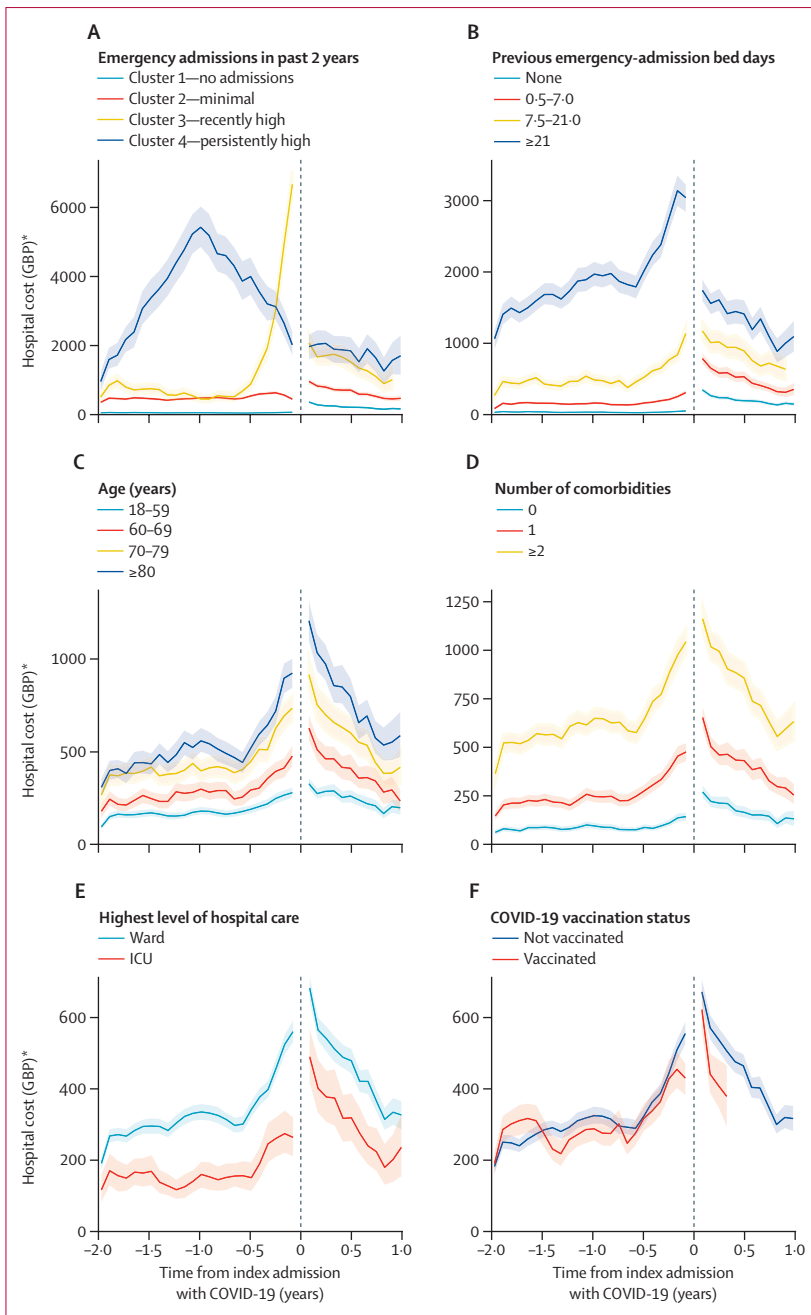 A
Emergency admissions in past 2 years
Cluster 1—no admissions
Cluster 2—minimal
Cluster 3—recently high
Cluster 4—persistently high
6000
4000
2000
0
Hospital cost (GBP)*
B
Previous emergency-admission bed days
None
0·5–7·0
7·5–21·0
≥21
3000
2000
1000
0
C
Age (years)
18–59
60–69
70–79
≥80
1000
500
0
Hospital cost (GBP)*
D
Number of comorbidities
0
1
≥2
1250
1000
750
500
250
0
E
Highest level of hospital care
Ward
ICU
600
400
200
0
Hospital cost (GBP)*
–2·0 –1·5 –1·0 –0·5 0 0·5 1·0
Time from index admission
with COVID-19 (years)
F
COVID-19 vaccination status
Not vaccinated
Vaccinated
600
400
200
0
–2·0 –1·5 –1·0 –0·5 0 0·5 1·0
Time from index admission
with COVID-19 (years)